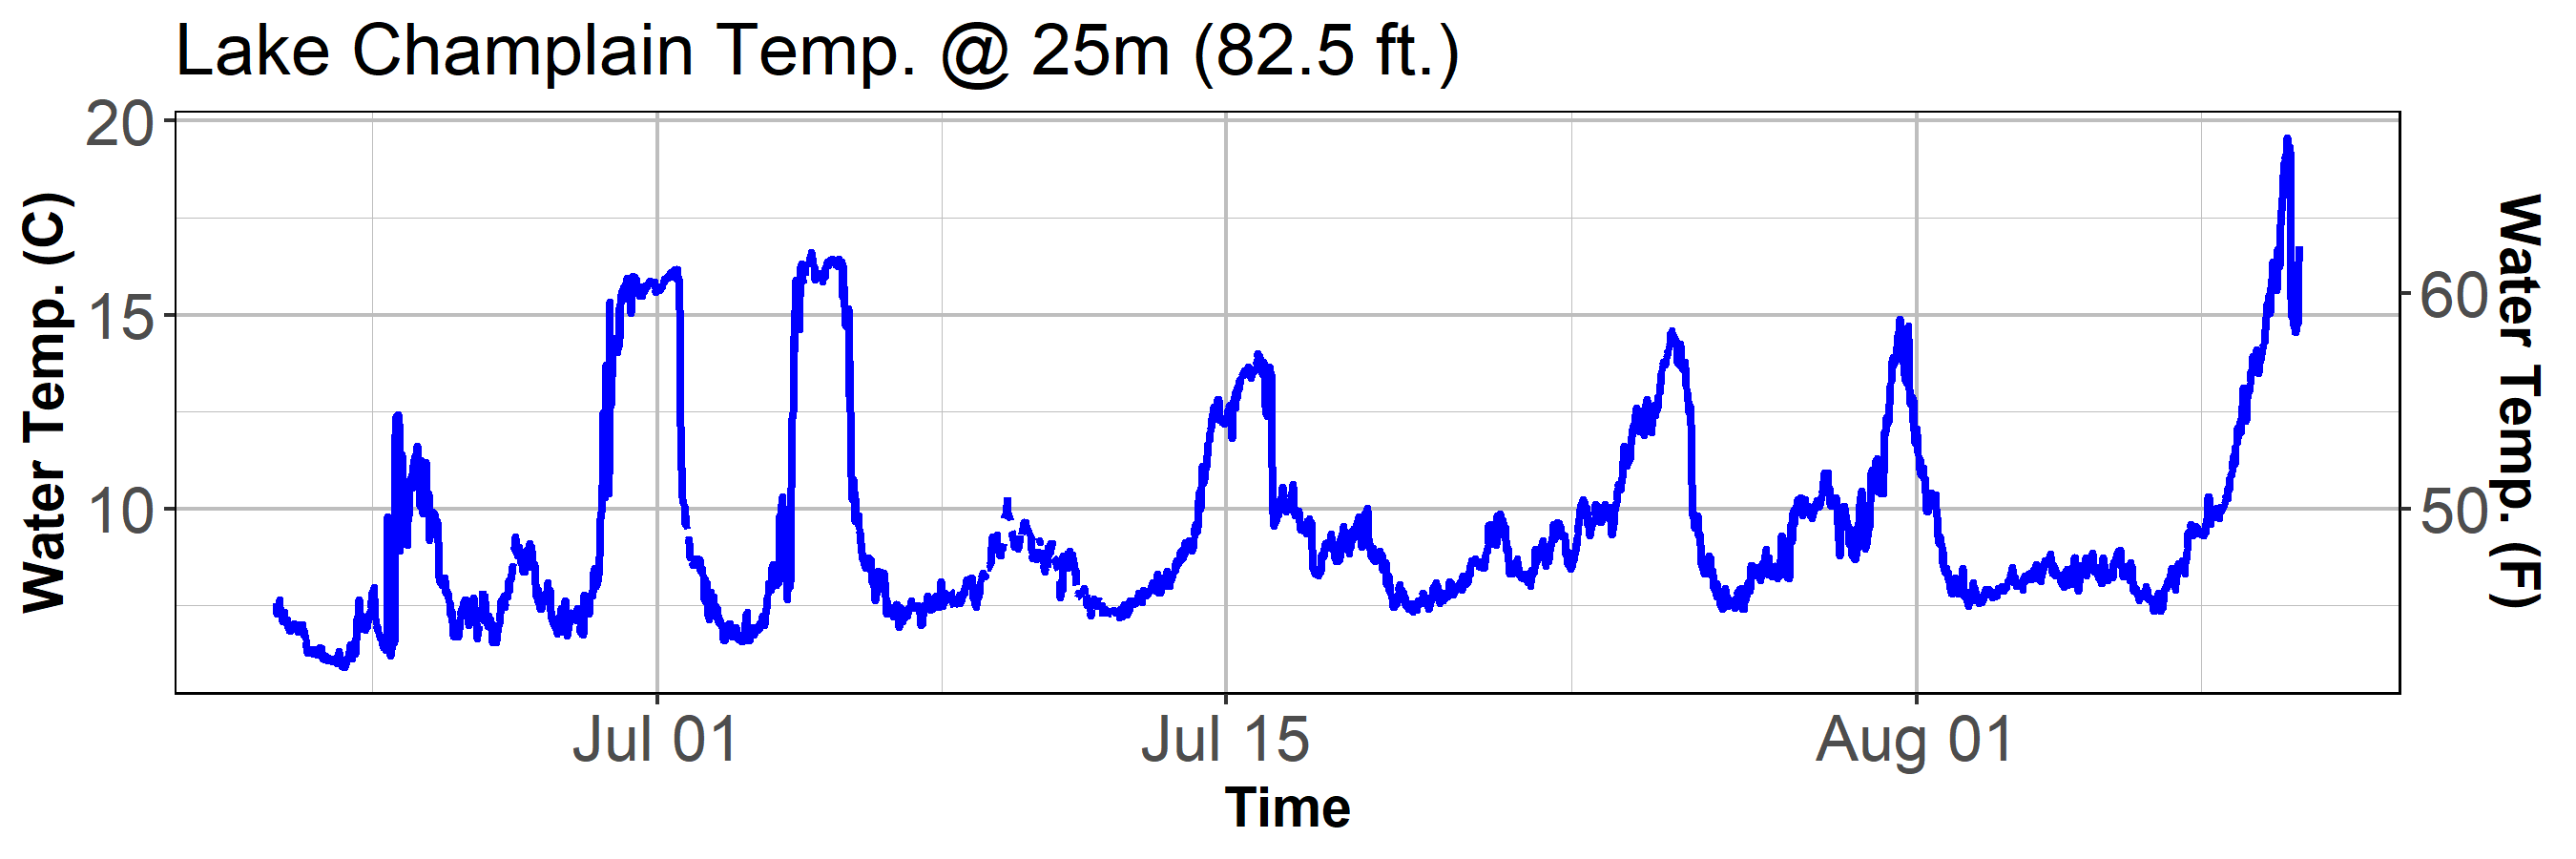 Lake Champlain Temp. @ 25m (82.5 ft.)
Water Temp. (C)
20
15
10
60
50
Water Temp. (F)
Jul 01
Jul 15
Aug 01
Time